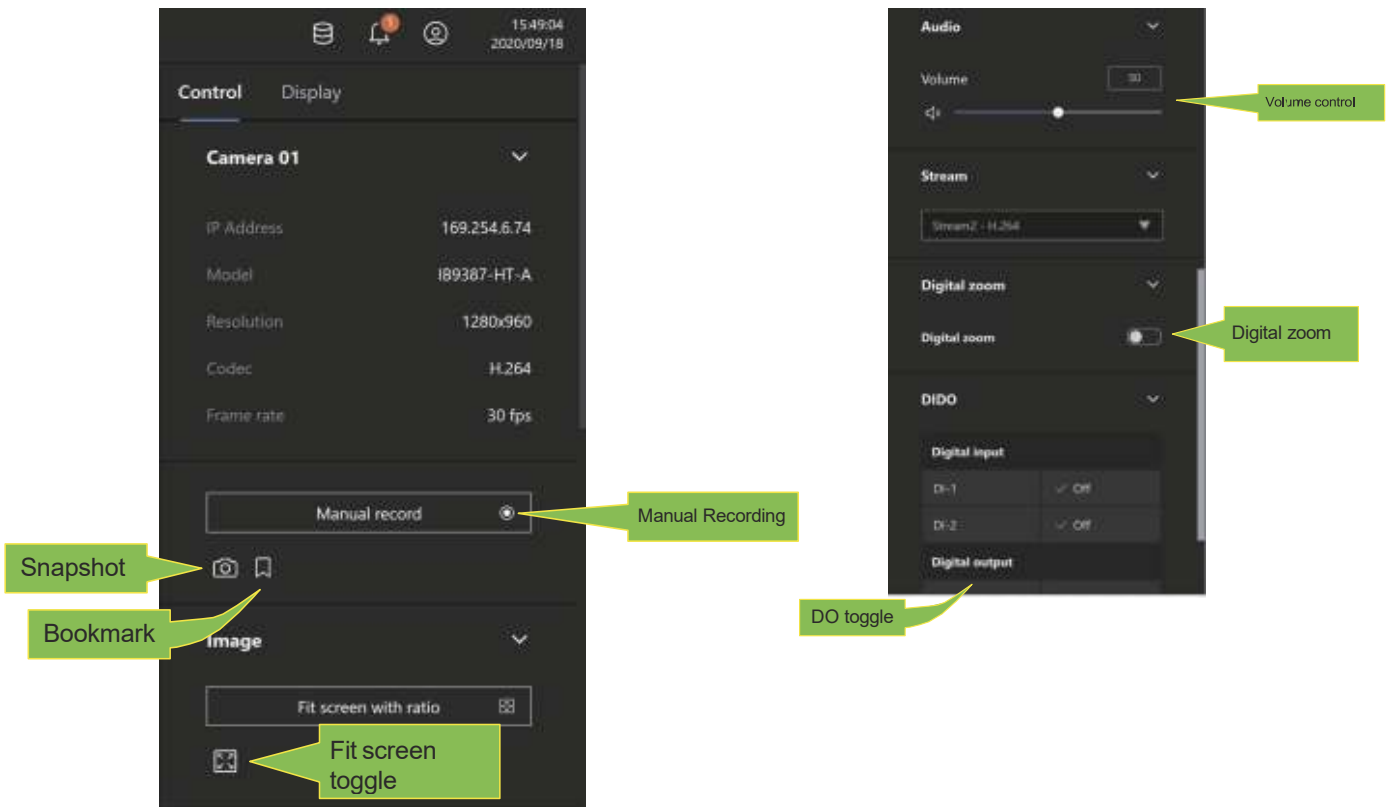 15:49:04
2020/09/18
Control Display
Camera 01
IP Address 169.254.6.74
Model IB9387-HT-A
Resolution 1280x960
Codec H.264
Frame rate 30 fps
Manual record
Manual Recording
Snapshot
Bookmark
Image
Fit screen with ratio
Fit screen
toggle
Audio
Volume 50
Volume control
Stream
Stream2 - H.264
Digital zoom
Digital zoom
Digital zoom
DIDO
Digital input
DI-1 Off
DI-2 Off
Digital output
DO toggle